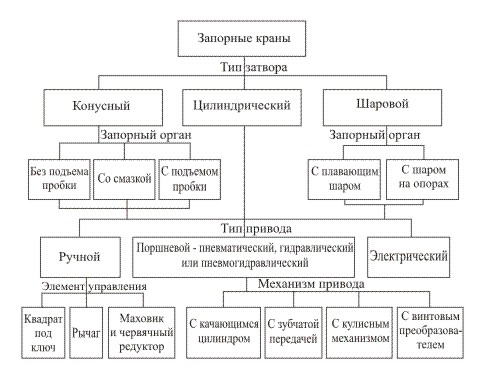 Запорные краны
Тип затвора
Конусный
Цилиндрический
Шаровой
Запорный орган
Запорный орган
Без подъема
пробки
Со смазкой
С подъемом
пробки
С плавающим
шаром
С шаром
на опорах
Тип привода
Ручной
Поршневой - пневматический, гидравлический
или пневмогидравлический
Электрический
Элемент управления
Механизм привода
Квадрат
под
ключ
Рычаг
Маховик
и червячный
редуктор
С качающимся
цилиндром
С зубчатой
передачей
С кулисным
механизмом
С винтовым
преобразова-
телем